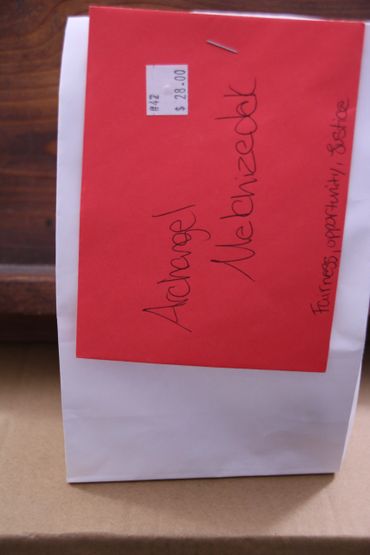 #42
$ 28.00
Archangel
Melchizedek
Fairness, opportunity, Justice